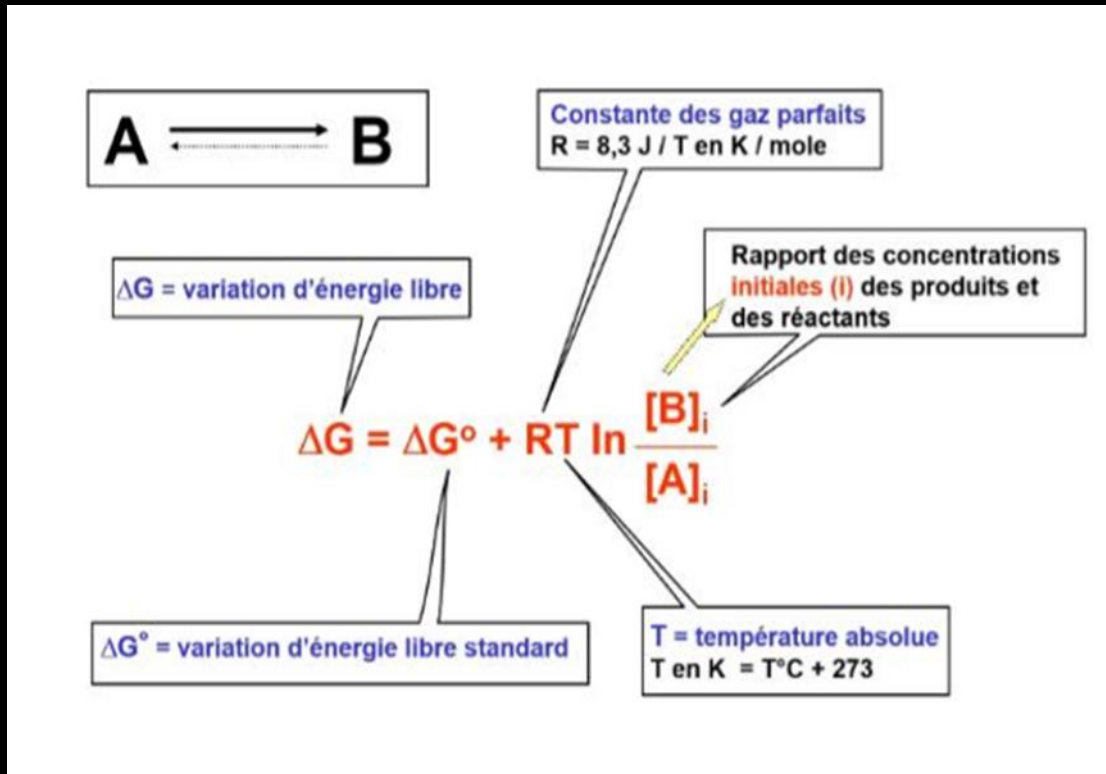 A B
Constante des gaz parfaits
R = 8,3 J / T en K / mole
ΔG = variation d'énergie libre
Rapport des concentrations
initiales (i) des produits et
des réactants
ΔG = ΔGº + RT ln [B]i
[A]i
ΔG° = variation d'énergie libre standard
T = température absolue
T en K = T°C + 273